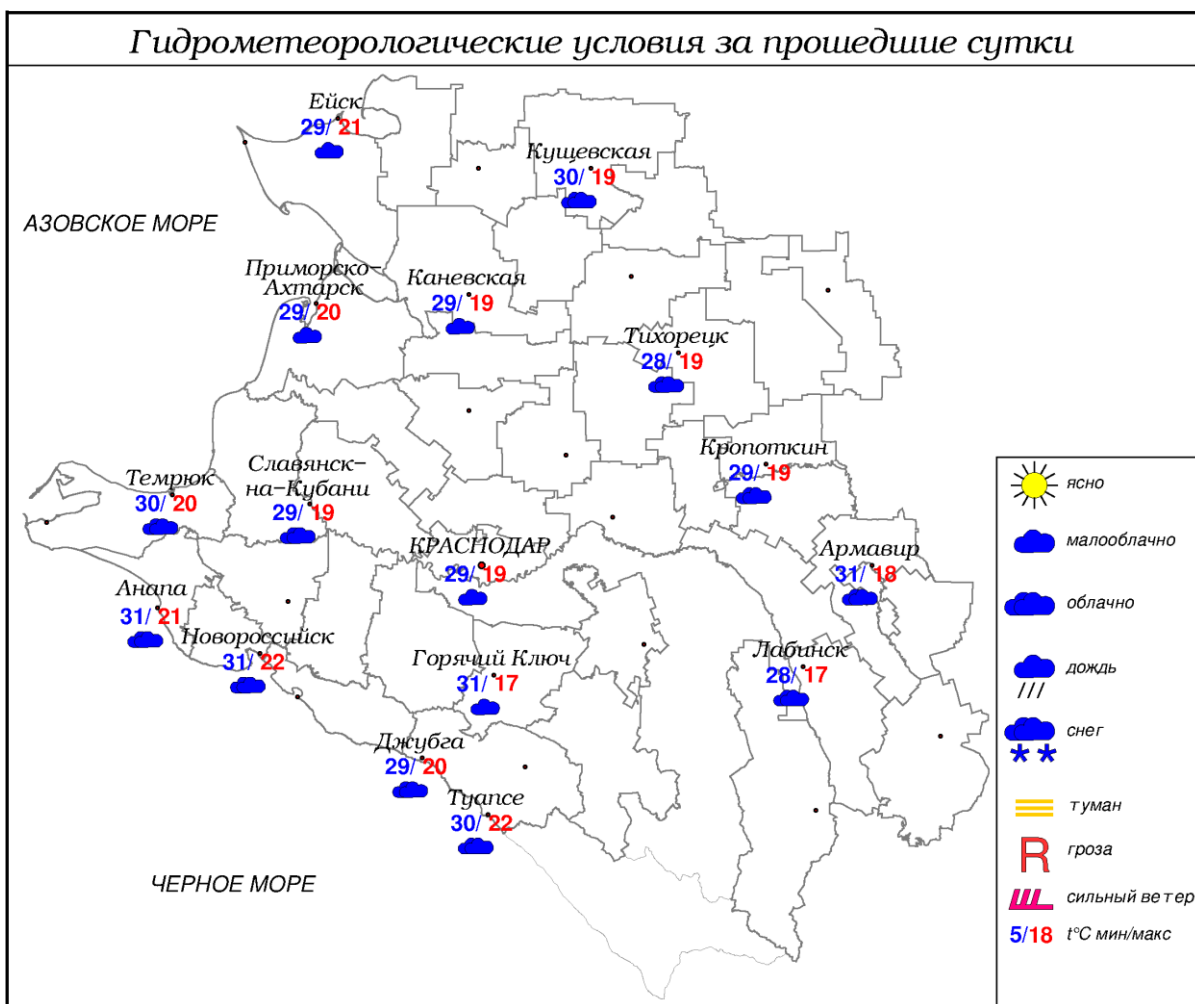 Гидрометеорологические условия за прошедшие сутки
Ейск
29/ 21
Кущевская
30/ 19
АЗОВСКОЕ МОРЕ
Приморско-
Ахтарск
29/ 20
Каневская
29/ 19
Тихорецк
28/ 19
Кропоткин
29/ 19
Темрюк
30/ 20
Славянск-
на-Кубани
29/ 19
КРАСНОДАР
29/ 19
Армавир
31/ 18
Анапа
31/ 21
Новороссийск
31/ 22
Горячий Ключ
31/ 17
Лабинск
28/ 17
Джубга
29/ 20
Туапсе
30/ 22
ЧЕРНОЕ МОРЕ
ясно
малооблачно
облачно
дождь
снег
туман
R гроза
сильный ветер
5/18 t°C мин/макс